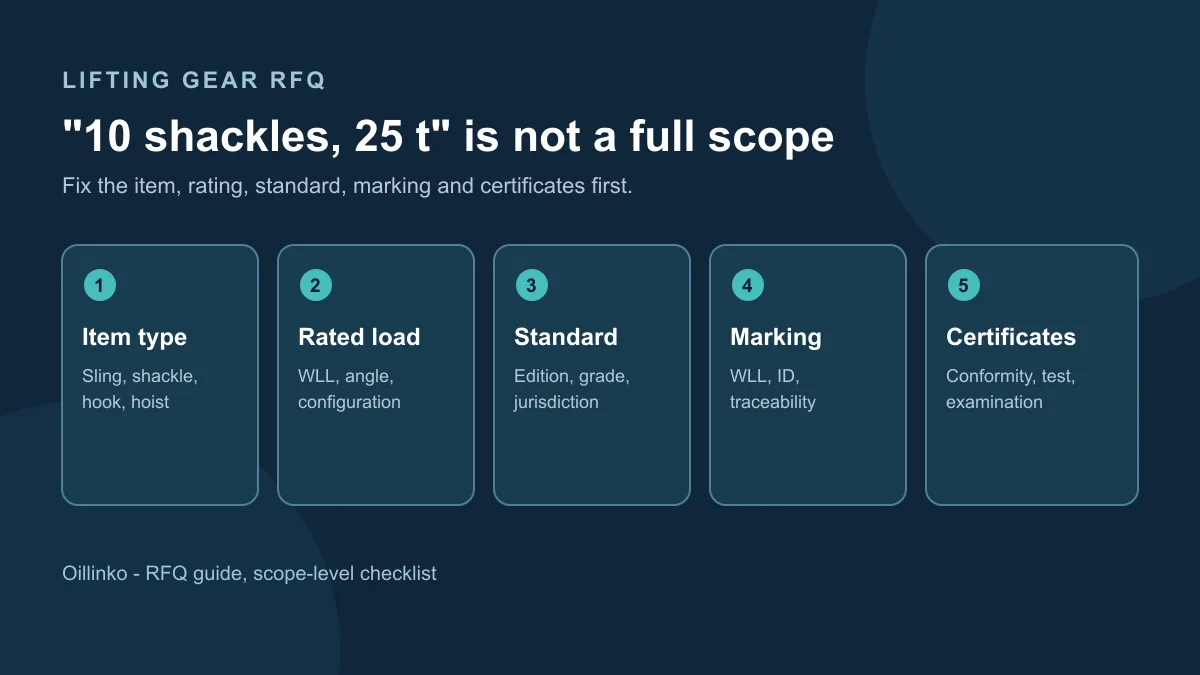 LIFTING GEAR RFQ
"10 shackles, 25 t" is not a full scope
Fix the item, rating, standard, marking and certificates first.
1
Item type
Sling, shackle,
hook, hoist
2
Rated load
WLL, angle,
configuration
3
Standard
Edition, grade,
jurisdiction
4
Marking
WLL, ID,
traceability
5
Certificates
Conformity, test,
examination
Oillinko - RFQ guide, scope-level checklist